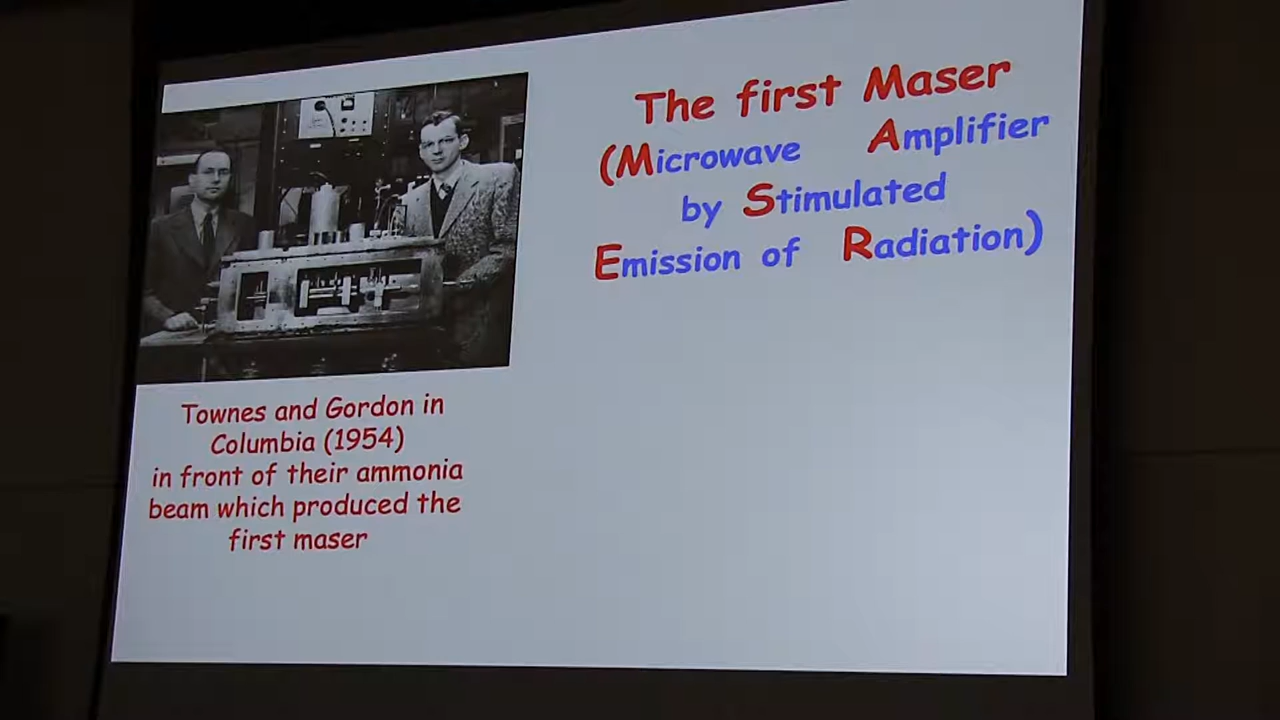 The first Maser
(Microwave Amplifier
by Stimulated
Emission of Radiation)
Townes and Gordon in
Columbia (1954)
in front of their ammonia
beam which produced the
first maser